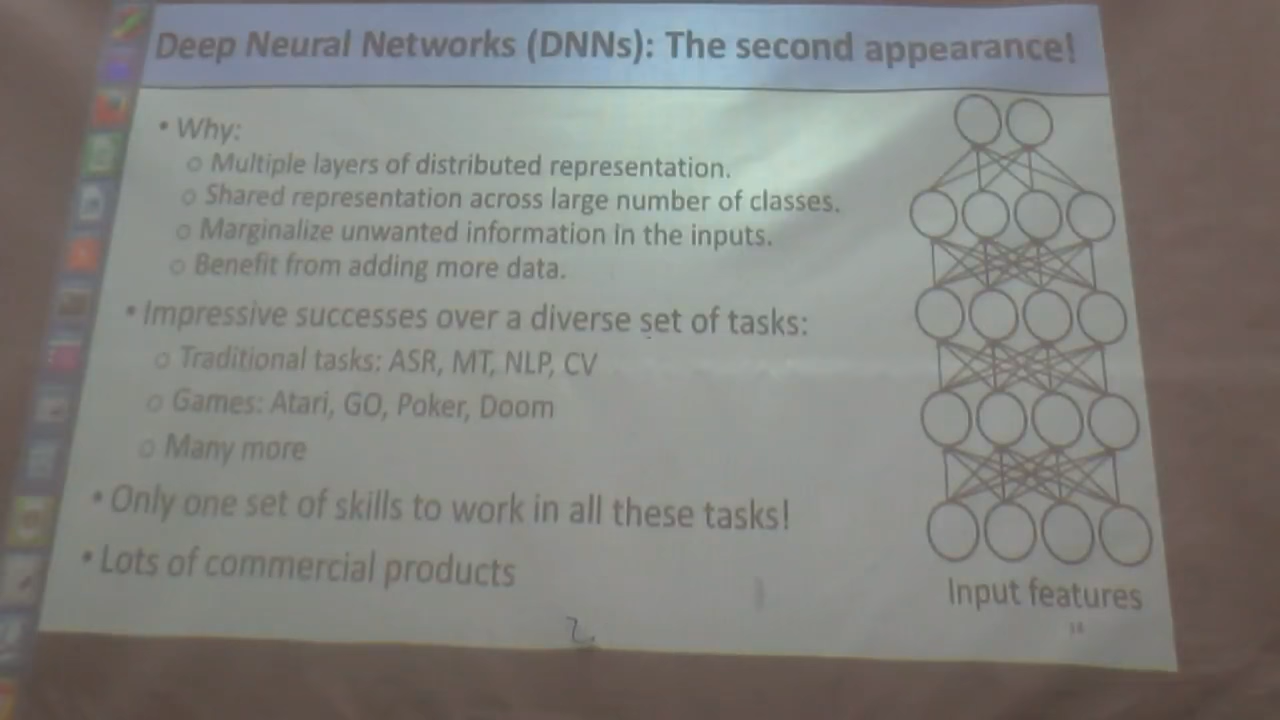 Deep Neural Networks (DNNs): The second appearance!
• Why:
o Multiple layers of distributed representation.
o Shared representation across large number of classes.
o Marginalize unwanted information in the inputs.
o Benefit from adding more data.
• Impressive successes over a diverse set of tasks:
o Traditional tasks: ASR, MT, NLP, CV
o Games: Atari, GO, Poker, Doom
o Many more
• Only one set of skills to work in all these tasks!
• Lots of commercial products
Input features